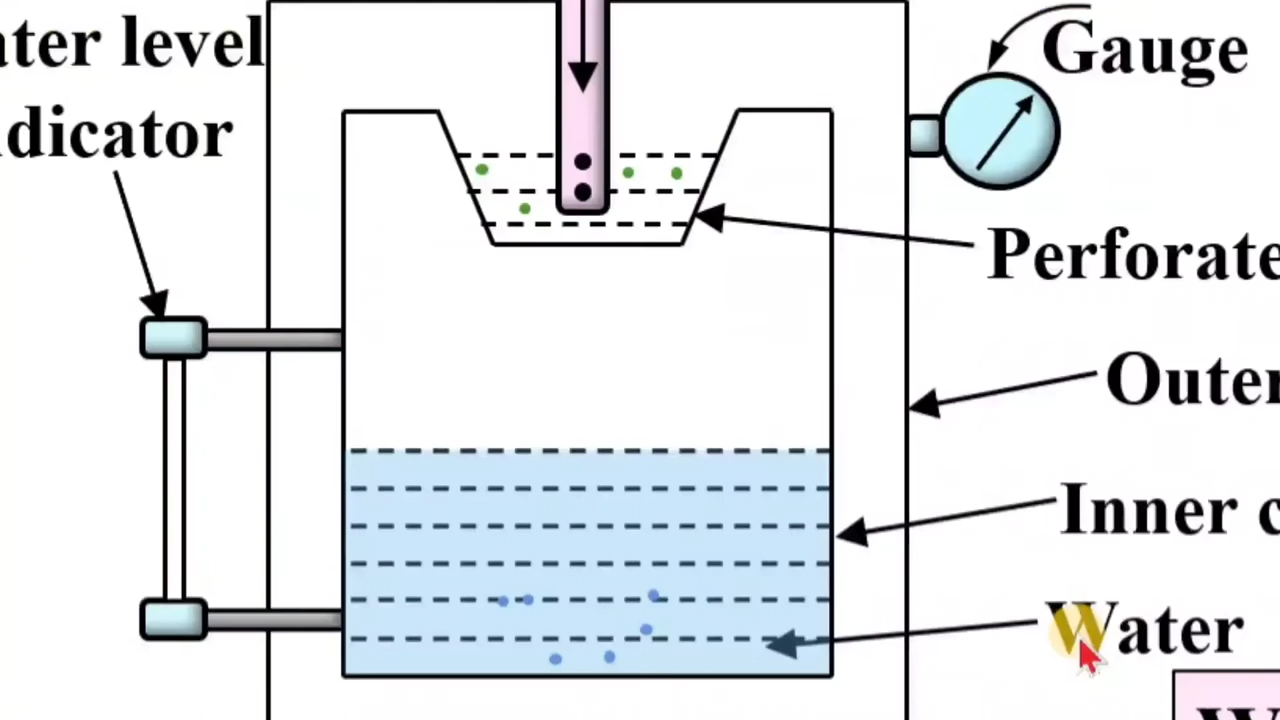 ater level
dicator
Gauge
Perforate
Outer
Inner c
Water
W